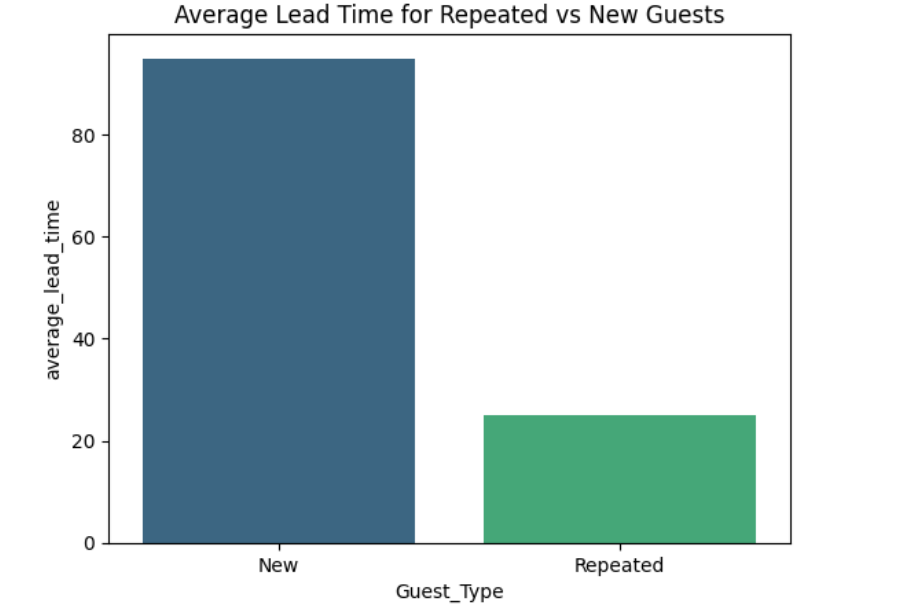 Average Lead Time for Repeated vs New Guests
80
60
40
20
0
average_lead_time
New
Repeated
Guest_Type